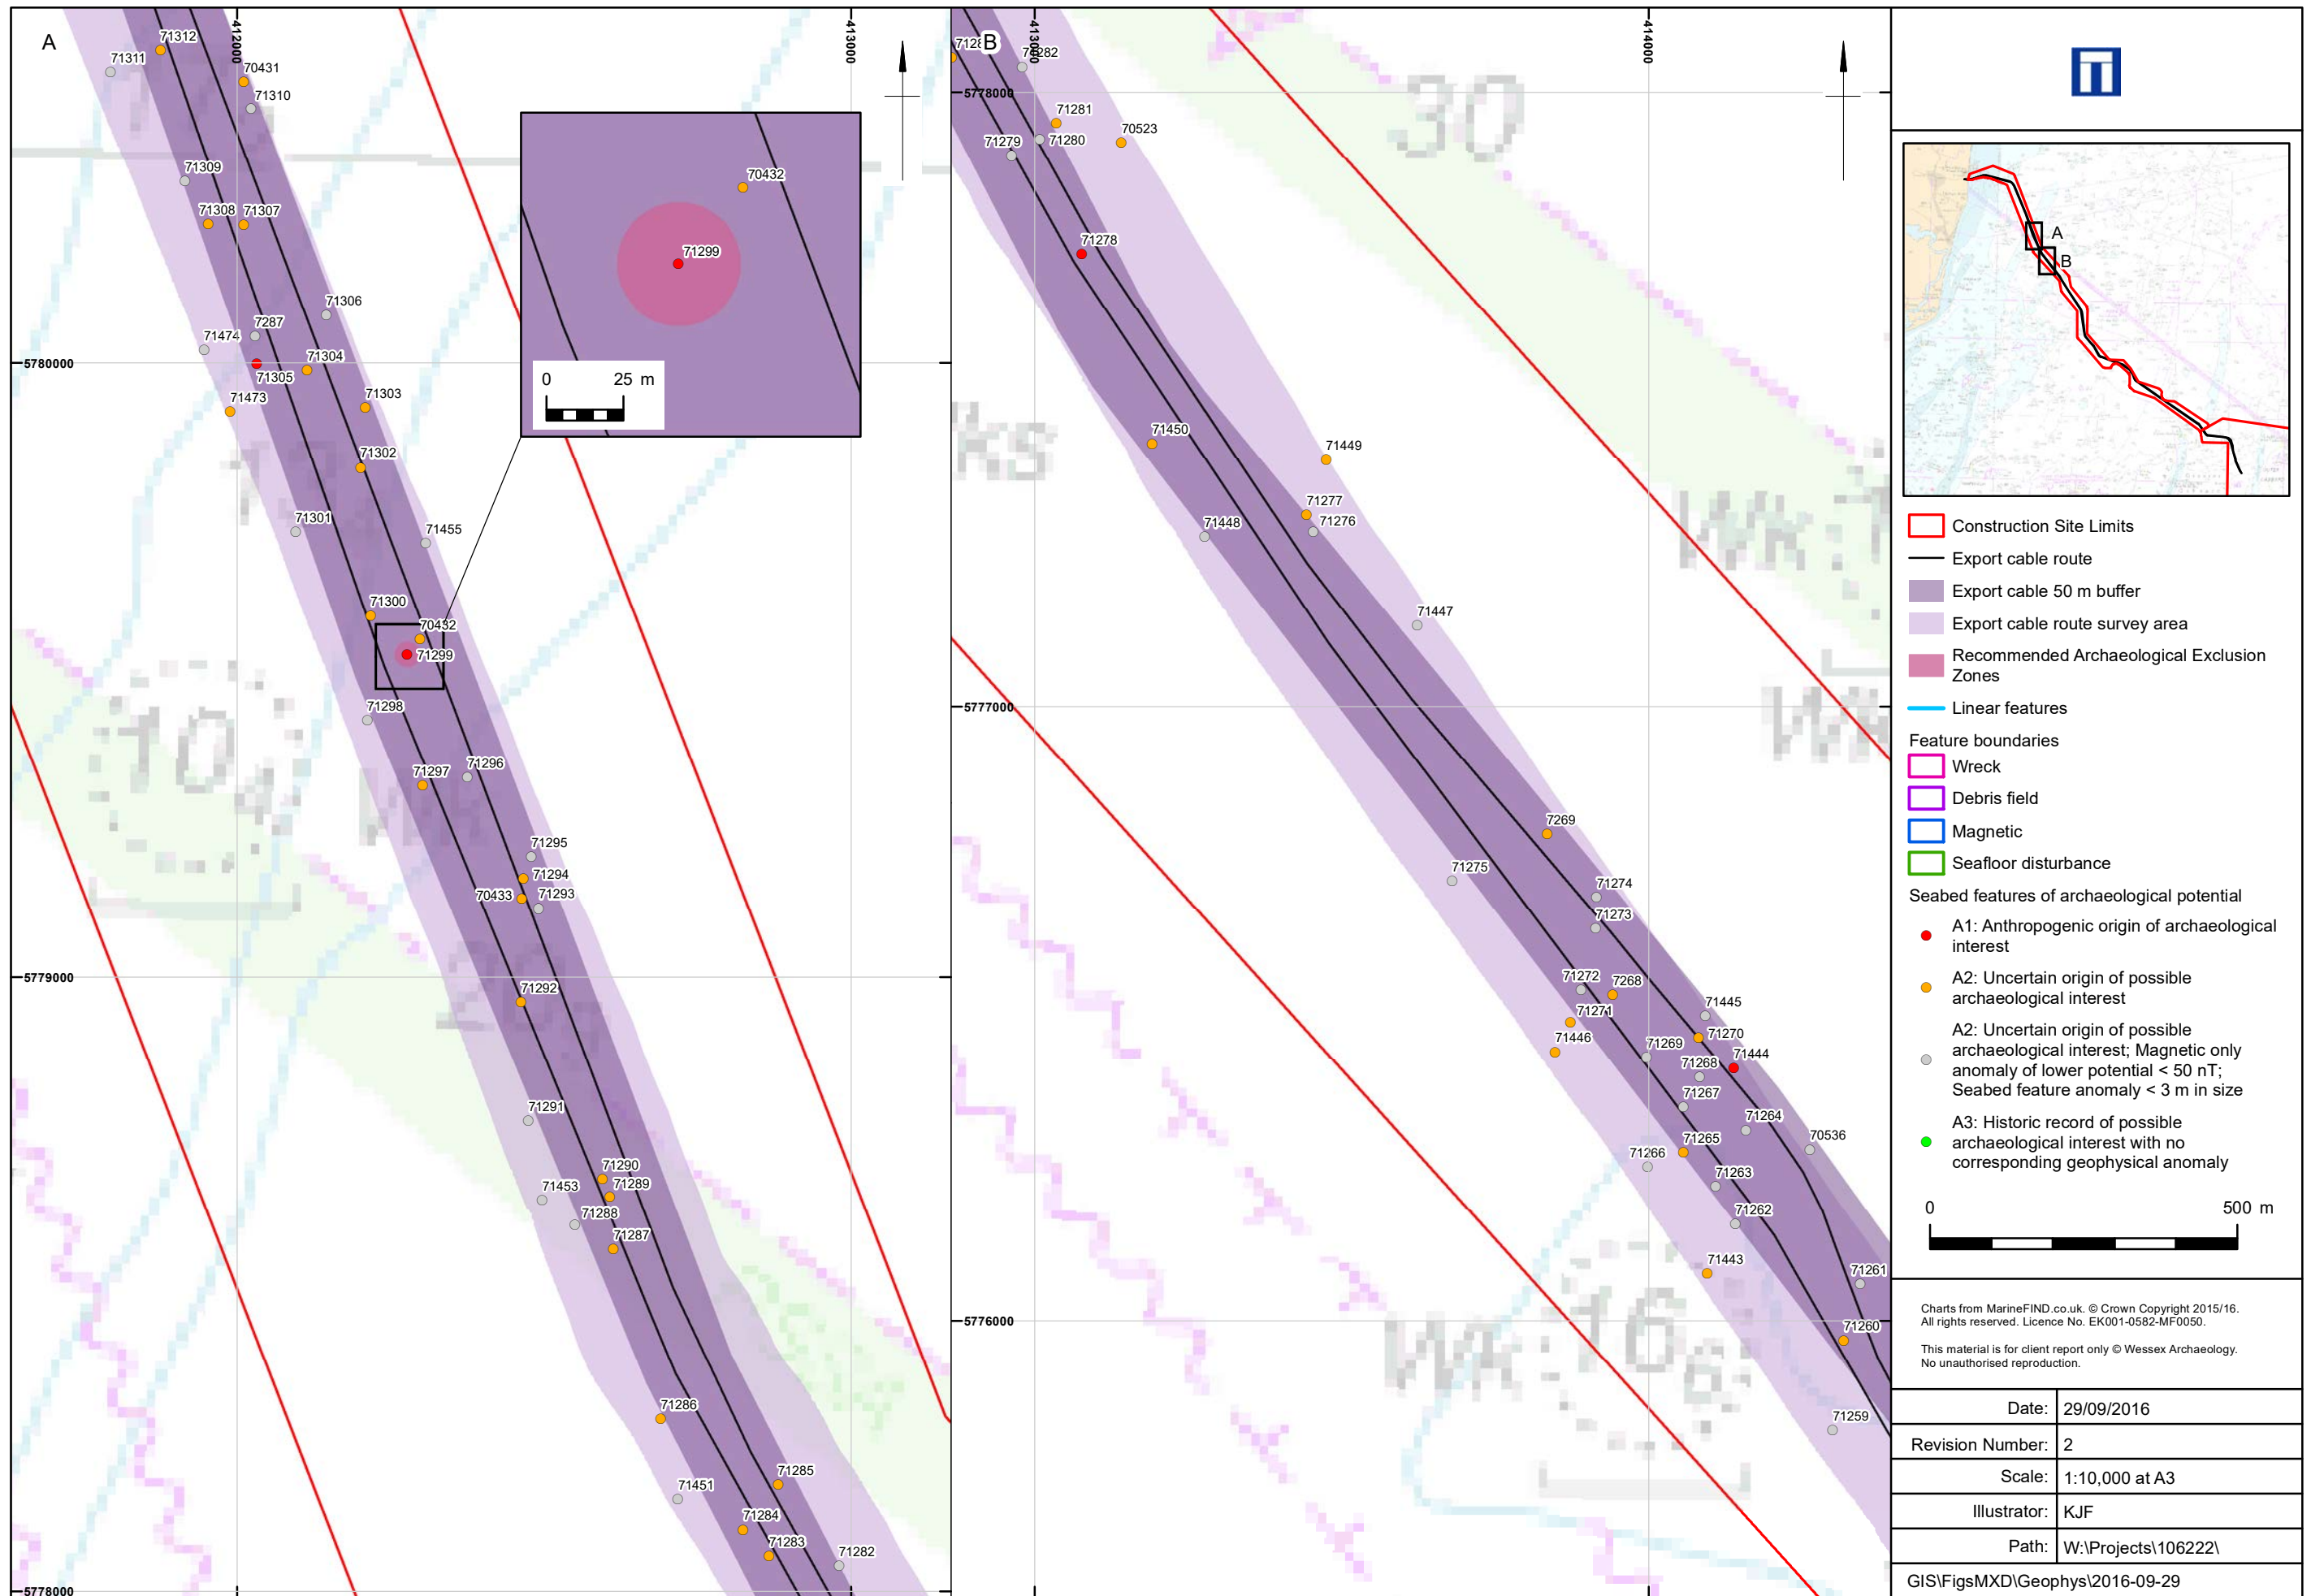 A
412000
413000
71312
71311
70431
71310
71309
71308
71307
71306
7287
71474
71304
71305
71303
71473
71302
71301
71455
71300
70432
71299
71298
71296
71297
71295
71294
70433
71293
5780000
5779000
71292
71291
71290
71289
71453
71288
71287
71286
71285
71451
71284
71283
71282
5778000
70432
71299
0 25 m
B
413000
414000
7128
71282
5778000
71281
71280
71279
70523
71278
71450
71449
71277
71276
71448
71447
5777000
7269
71275
71274
71273
71272
7268
71271
71446
71445
71270
71269
71444
71268
71267
71264
71265
70536
71266
71263
71262
71443
71261
5776000
71260
71259
30
10
20
16
6
Wk
A
B
Construction Site Limits
Export cable route
Export cable 50 m buffer
Export cable route survey area
Recommended Archaeological Exclusion
Zones
Linear features
Feature boundaries
Wreck
Debris field
Magnetic
Seafloor disturbance
Seabed features of archaeological potential
A1: Anthropogenic origin of archaeological
interest
A2: Uncertain origin of possible
archaeological interest
A2: Uncertain origin of possible
archaeological interest; Magnetic only
anomaly of lower potential < 50 nT;
Seabed feature anomaly < 3 m in size
A3: Historic record of possible
archaeological interest with no
corresponding geophysical anomaly
0 500 m
Charts from MarineFIND.co.uk. © Crown Copyright 2015/16.
All rights reserved. Licence No. EK001-0582-MF0050.
This material is for client report only © Wessex Archaeology.
No unauthorised reproduction.
Date: 29/09/2016
Revision Number: 2
Scale: 1:10,000 at A3
Illustrator: KJF
Path: W:\Projects\106222\
GIS\FigsMXD\Geophys\2016-09-29